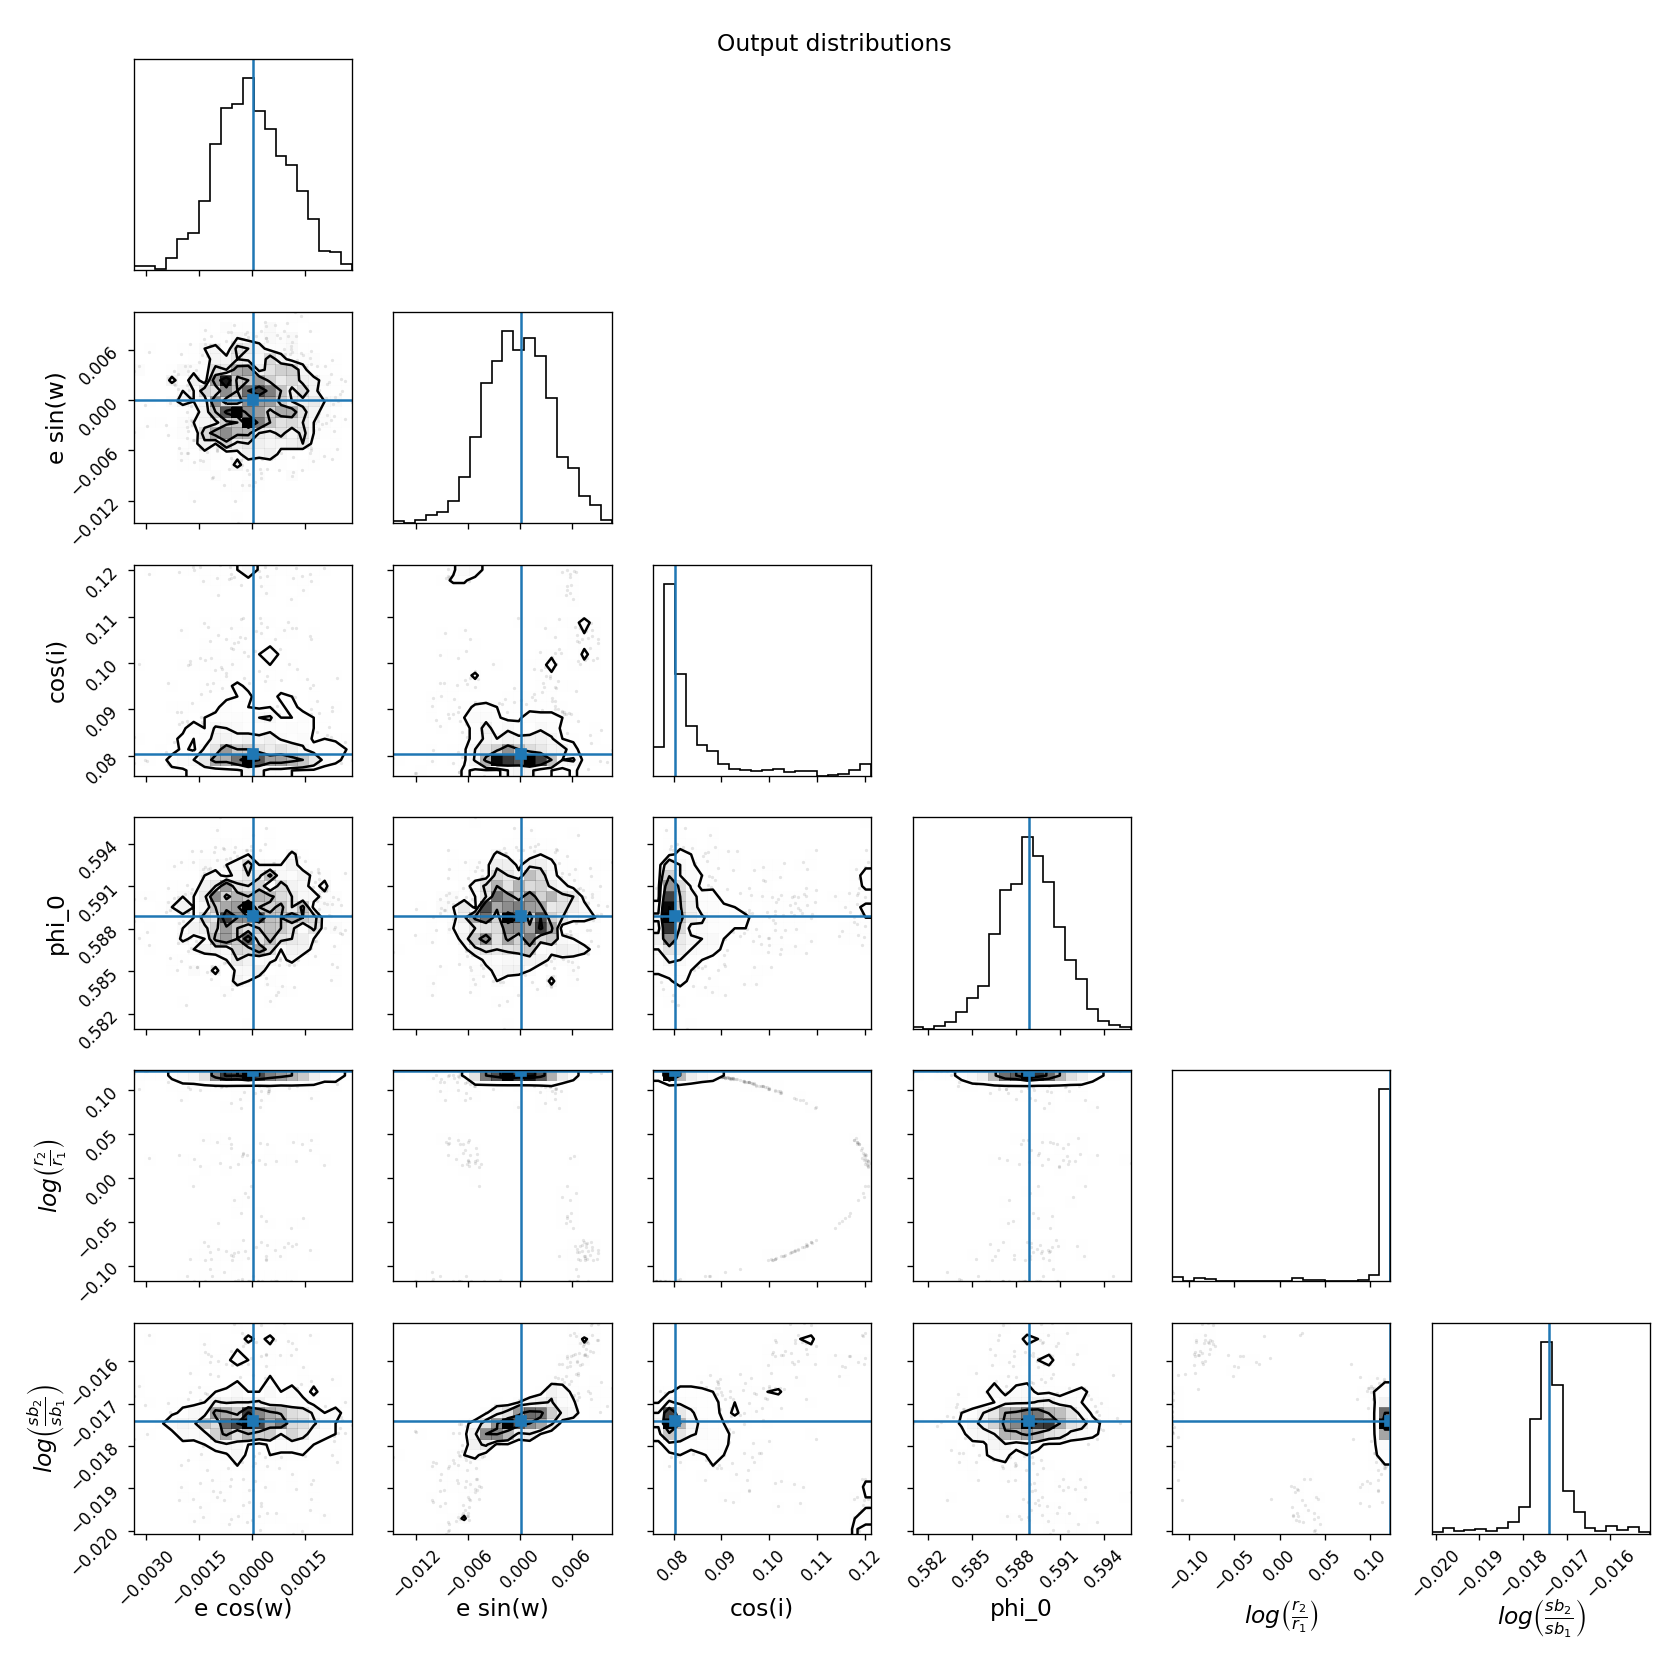 Output distributions
e sin(w)
0.006
0.000
−0.006
−0.012
cos(i)
0.12
0.11
0.10
0.09
0.08
phi_0
0.594
0.591
0.588
0.585
0.582
log(r2/r1)
0.10
0.05
0.00
−0.05
−0.10
log(sb2/sb1)
−0.016
−0.017
−0.018
−0.019
−0.020
−0.0030 −0.0015 0.0000 0.0015
−0.012 −0.006 0.000 0.006
0.08 0.09 0.10 0.11 0.12
0.582 0.585 0.588 0.591 0.594
−0.10 −0.05 0.00 0.05 0.10
−0.020 −0.019 −0.018 −0.017 −0.016
e cos(w)
e sin(w)
cos(i)
phi_0
log(r2/r1)
log(sb2/sb1)